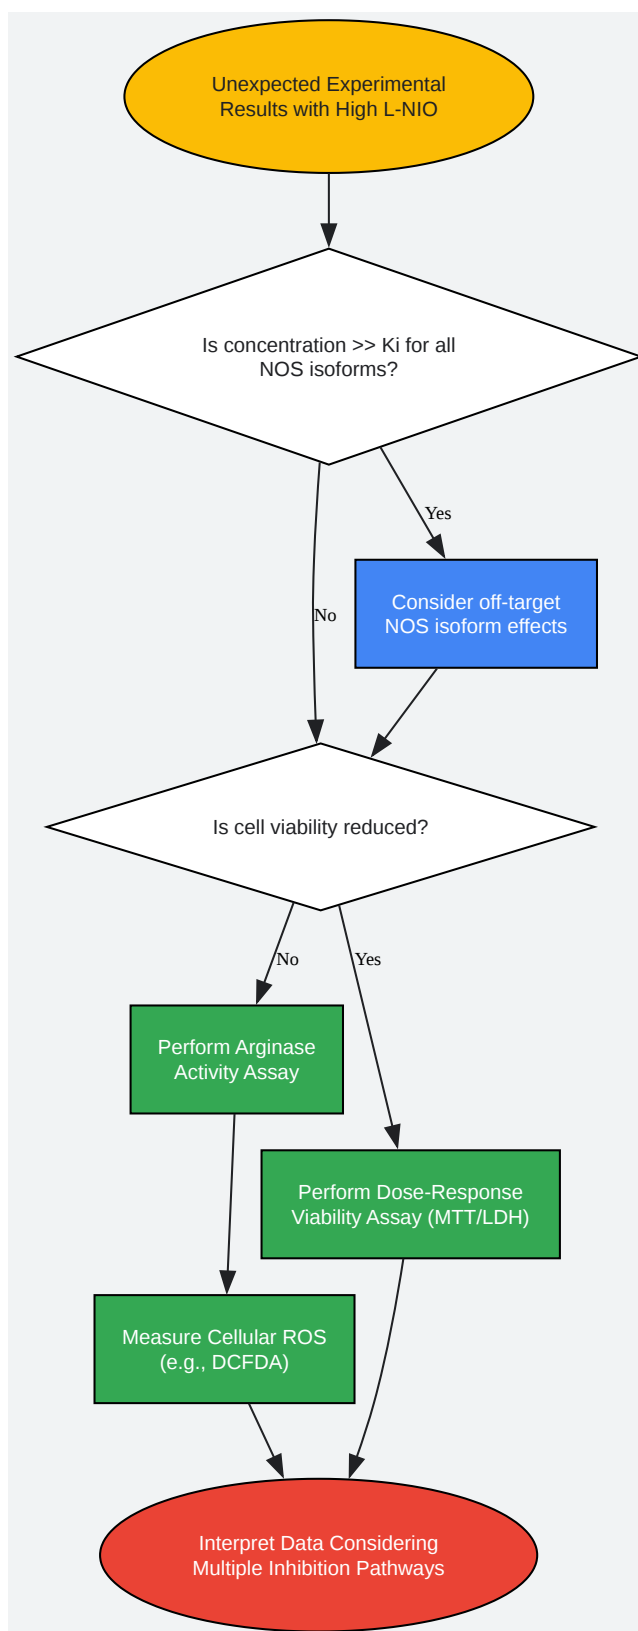 Unexpected Experimental
Results with High L-NIO
Is concentration >> Ki for all
NOS isoforms?
Yes
Consider off-target
NOS isoform effects
No
Is cell viability reduced?
No
Yes
Perform Arginase
Activity Assay
Perform Dose-Response
Viability Assay (MTT/LDH)
Measure Cellular ROS
(e.g., DCFDA)
Interpret Data Considering
Multiple Inhibition Pathways